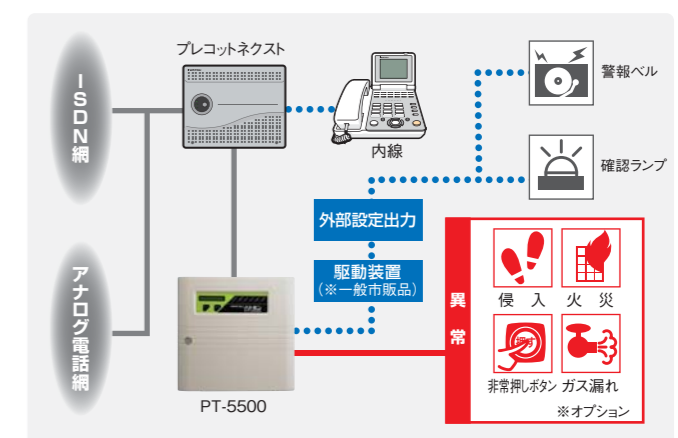 プレコットネクスト
ISDN網
内線
警報ベル
確認ランプ
外部設定出力
駆動装置
(※一般市販品)
アナログ電話網
PT-5500
異常
侵入
火災
押す
非常押しボタン
ガス漏れ
※オプション